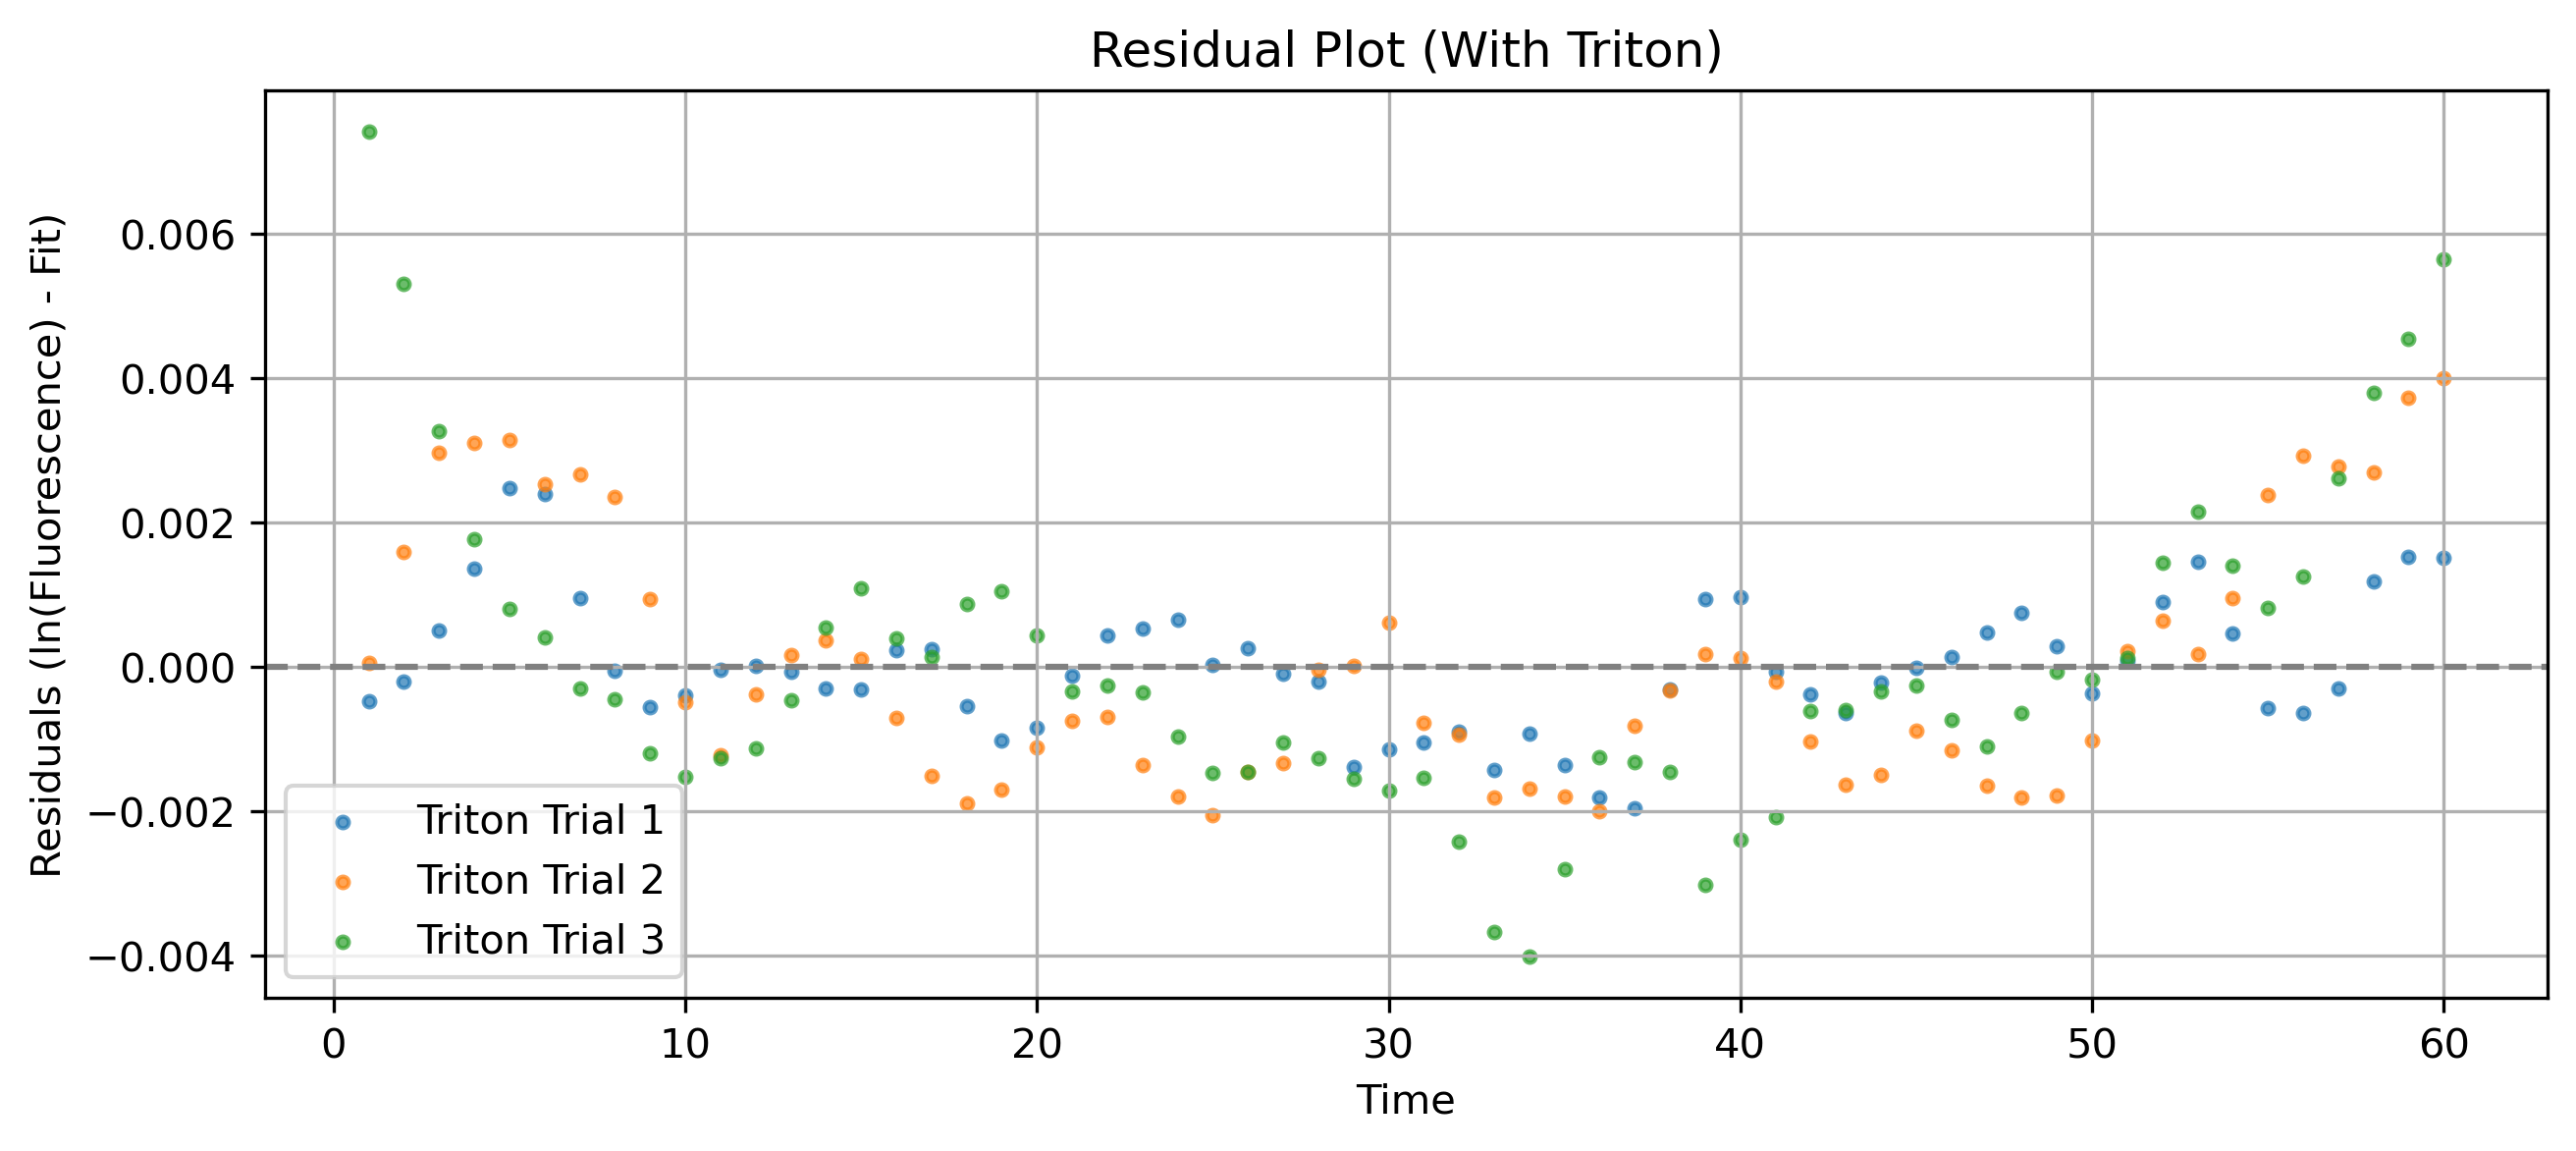 Residual Plot (With Triton)
Residuals (ln(Fluorescence) - Fit)
0.006
0.004
0.002
0.000
−0.002
−0.004
Triton Trial 1
Triton Trial 2
Triton Trial 3
0 10 20 30 40 50 60
Time